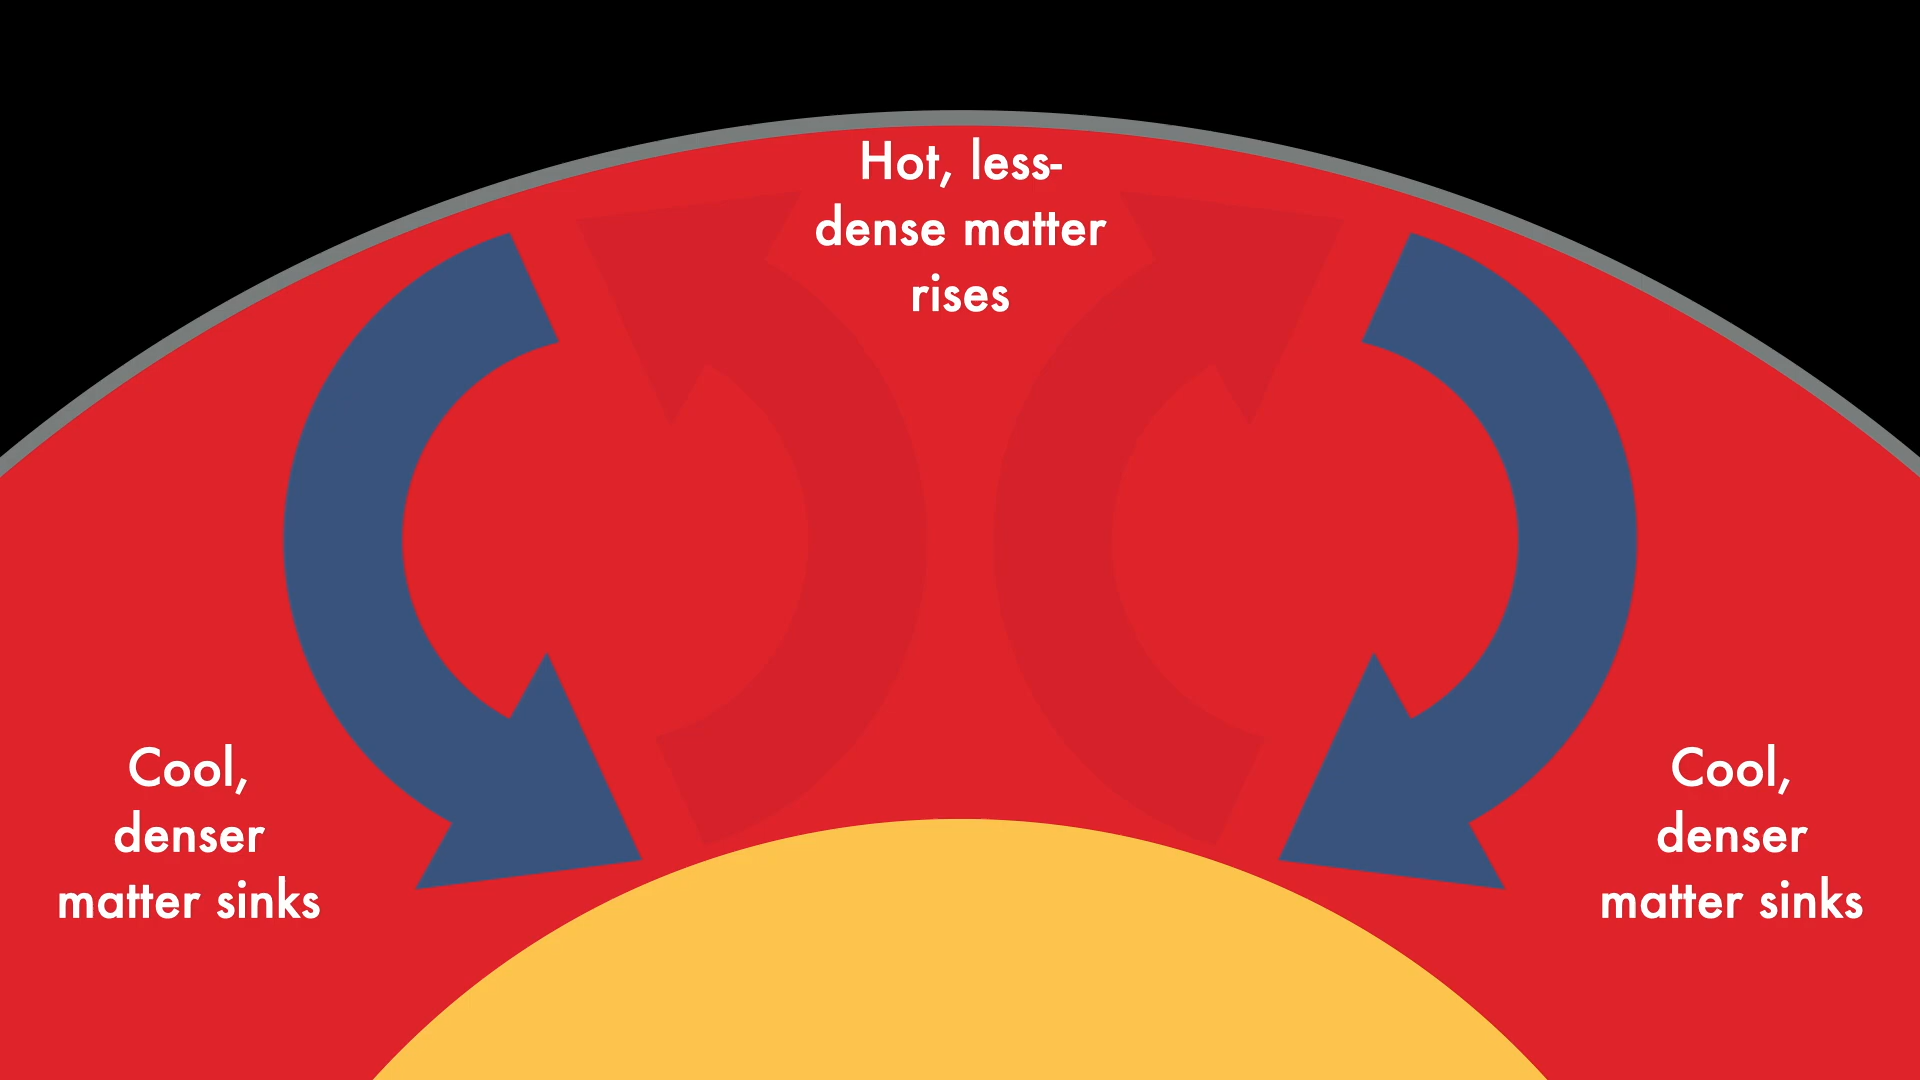 Hot, less-
dense matter
rises
Cool,
denser
matter sinks
Cool,
denser
matter sinks